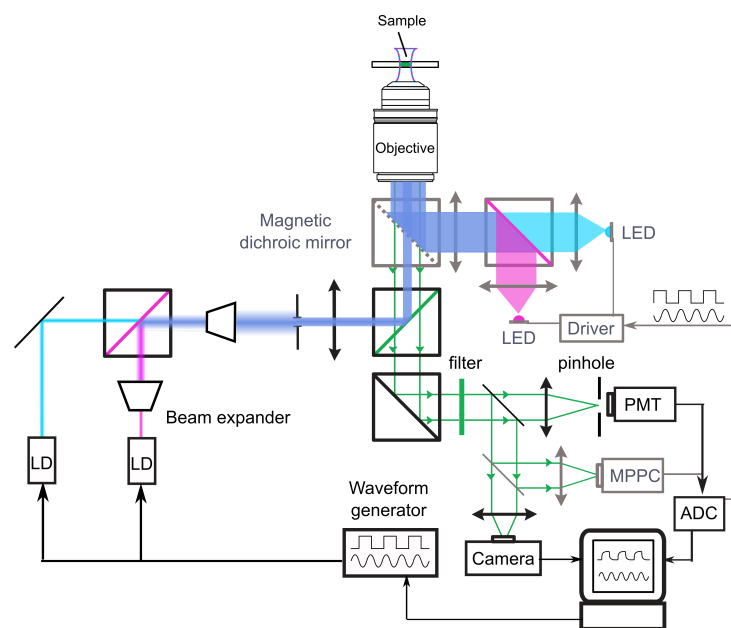 Sample
Objective
Magnetic
dichroic mirror
LED
LED
Driver
filter
pinhole
PMT
Beam expander
LD
LD
MPPC
Waveform
generator
ADC
Camera